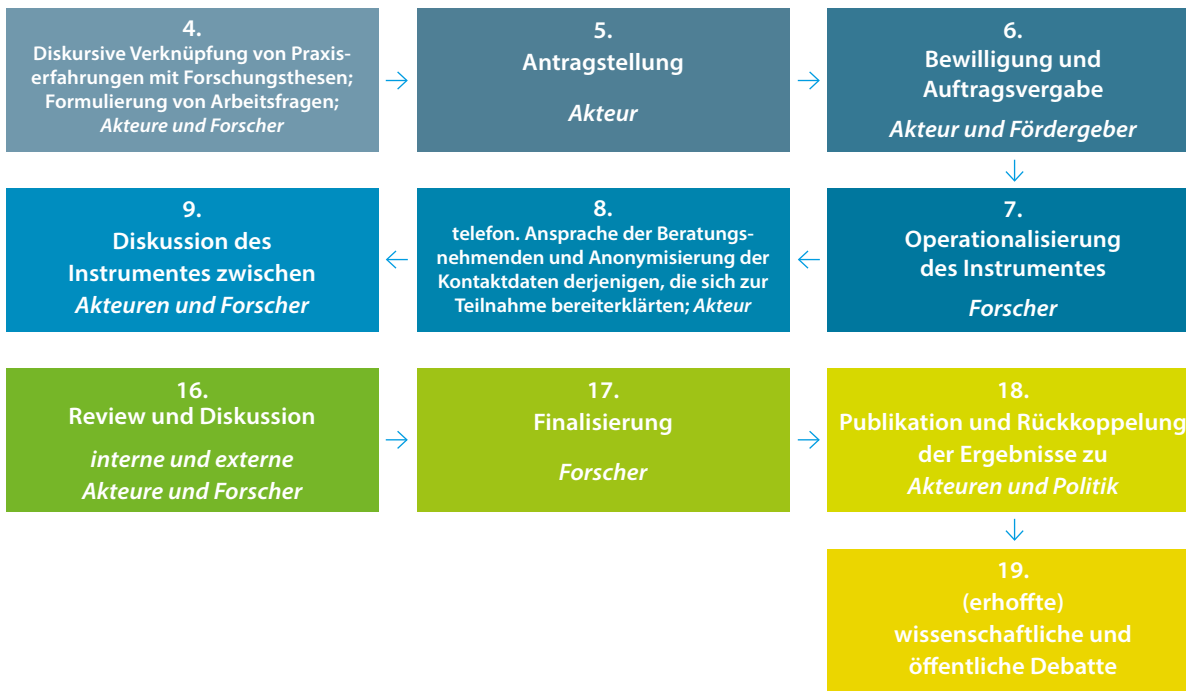 4.
Diskursive Verknüpfung von Praxis-
erfahrungen mit Forschungsthesen;
Formulierung von Arbeitsfragen;
Akteure und Forscher
5.
Antragstellung
Akteur
6.
Bewilligung und
Auftragsvergabe
Akteur und Fördergeber
9.
Diskussion des
Instrumentes zwischen
Akteuren und Forscher
8.
telefon. Ansprache der Beratungs-
nehmenden und Anonymisierung der
Kontaktdaten derjenigen, die sich zur
Teilnahme bereiterklärten; Akteur
7.
Operationalisierung
des Instrumentes
Forscher
16.
Review und Diskussion
interne und externe
Akteure und Forscher
17.
Finalisierung
Forscher
18.
Publikation und Rückkoppelung
der Ergebnisse zu
Akteuren und Politik
19.
(erhoffte)
wissenschaftliche und
öffentliche Debatte